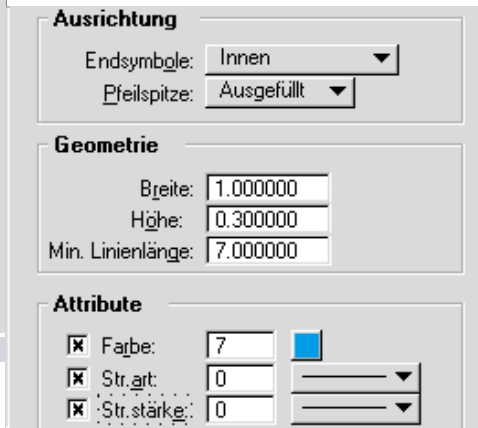 Ausrichtung
Endsymbole: Innen
Pfeilspitze: Ausgefüllt
Geometrie
Breite: 1.000000
Höhe: 0.300000
Min. Linienlänge: 7.000000
Attribute
Farbe: 7
Str.art: 0
Str.stärke: 0